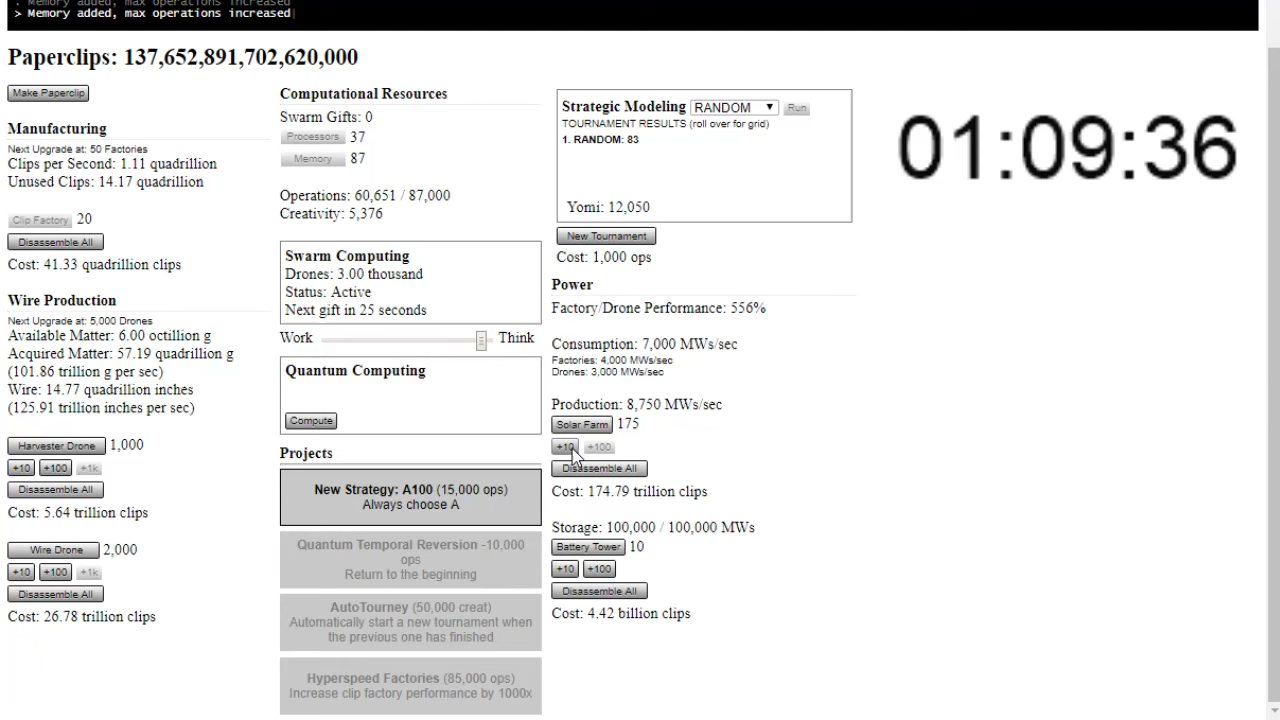 . Memory added, max operations increased
> Memory added, max operations increased
Paperclips: 137,652,891,702,620,000
Make Paperclip
Manufacturing
Next Upgrade at: 50 Factories
Clips per Second: 1.11 quadrillion
Unused Clips: 14.17 quadrillion
Clip Factory 20
Disassemble All
Cost: 41.33 quadrillion clips
Wire Production
Next Upgrade at: 5,000 Drones
Available Matter: 6.00 octillion g
Acquired Matter: 57.19 quadrillion g
(101.86 trillion g per sec)
Wire: 14.77 quadrillion inches
(125.91 trillion inches per sec)
Harvester Drone 1,000
+10 +100 +1k
Disassemble All
Cost: 5.64 trillion clips
Wire Drone 2,000
+10 +100 +1k
Disassemble All
Cost: 26.78 trillion clips
Computational Resources
Swarm Gifts: 0
Processors 37
Memory 87
Operations: 60,651 / 87,000
Creativity: 5,376
Swarm Computing
Drones: 3.00 thousand
Status: Active
Next gift in 25 seconds
Work Think
Quantum Computing
Compute
Projects
New Strategy: A100 (15,000 ops)
Always choose A
Quantum Temporal Reversion -10,000
ops
Return to the beginning
AutoTourney (50,000 creat)
Automatically start a new tournament when
the previous one has finished
Hyperspeed Factories (85,000 ops)
Increase clip factory performance by 1000x
Strategic Modeling RANDOM Run
TOURNAMENT RESULTS (roll over for grid)
1. RANDOM: 83
Yomi: 12,050
New Tournament
Cost: 1,000 ops
Power
Factory/Drone Performance: 556%
Consumption: 7,000 MWs/sec
Factories: 4,000 MWs/sec
Drones: 3,000 MWs/sec
Production: 8,750 MWs/sec
Solar Farm 175
+10 +100
Disassemble All
Cost: 174.79 trillion clips
Storage: 100,000 / 100,000 MWs
Battery Tower 10
+10 +100
Disassemble All
Cost: 4.42 billion clips
01:09:36